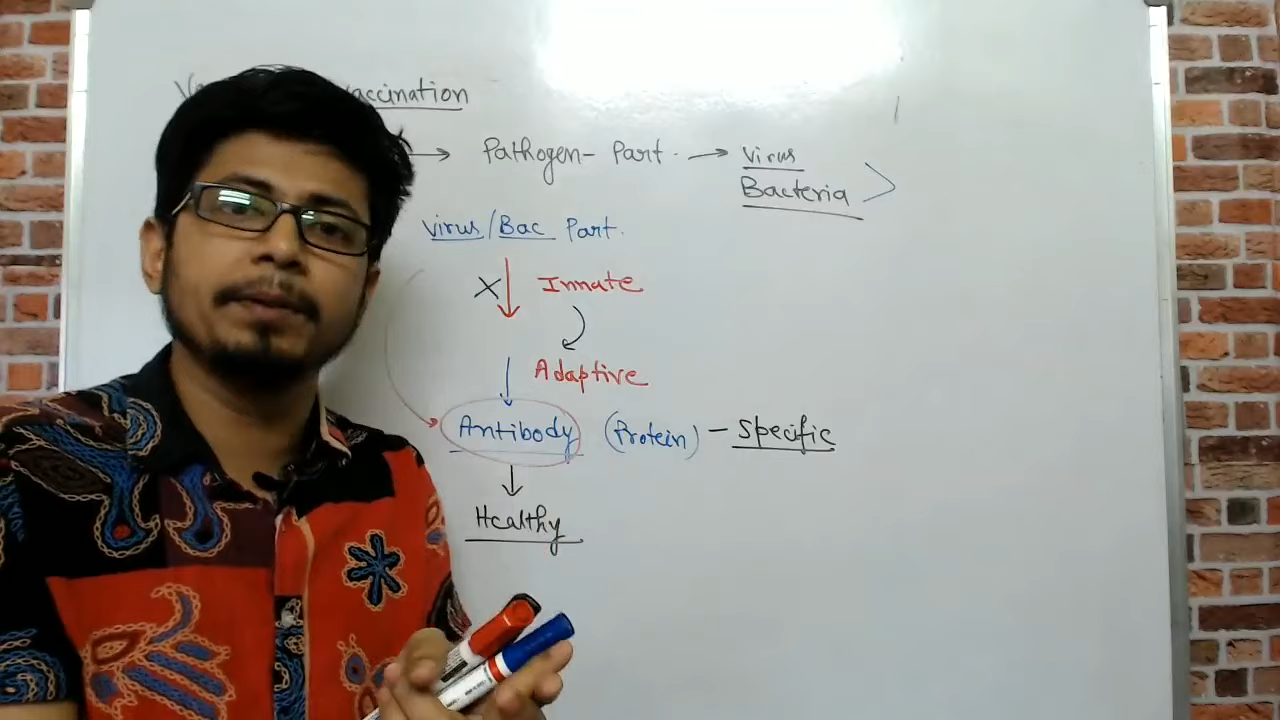 vaccination
→ Pathogen- Part. → Virus
Bacteria
Virus/Bac Part.
X Innate
Adaptive
Antibody (Protein) - Specific
Healthy